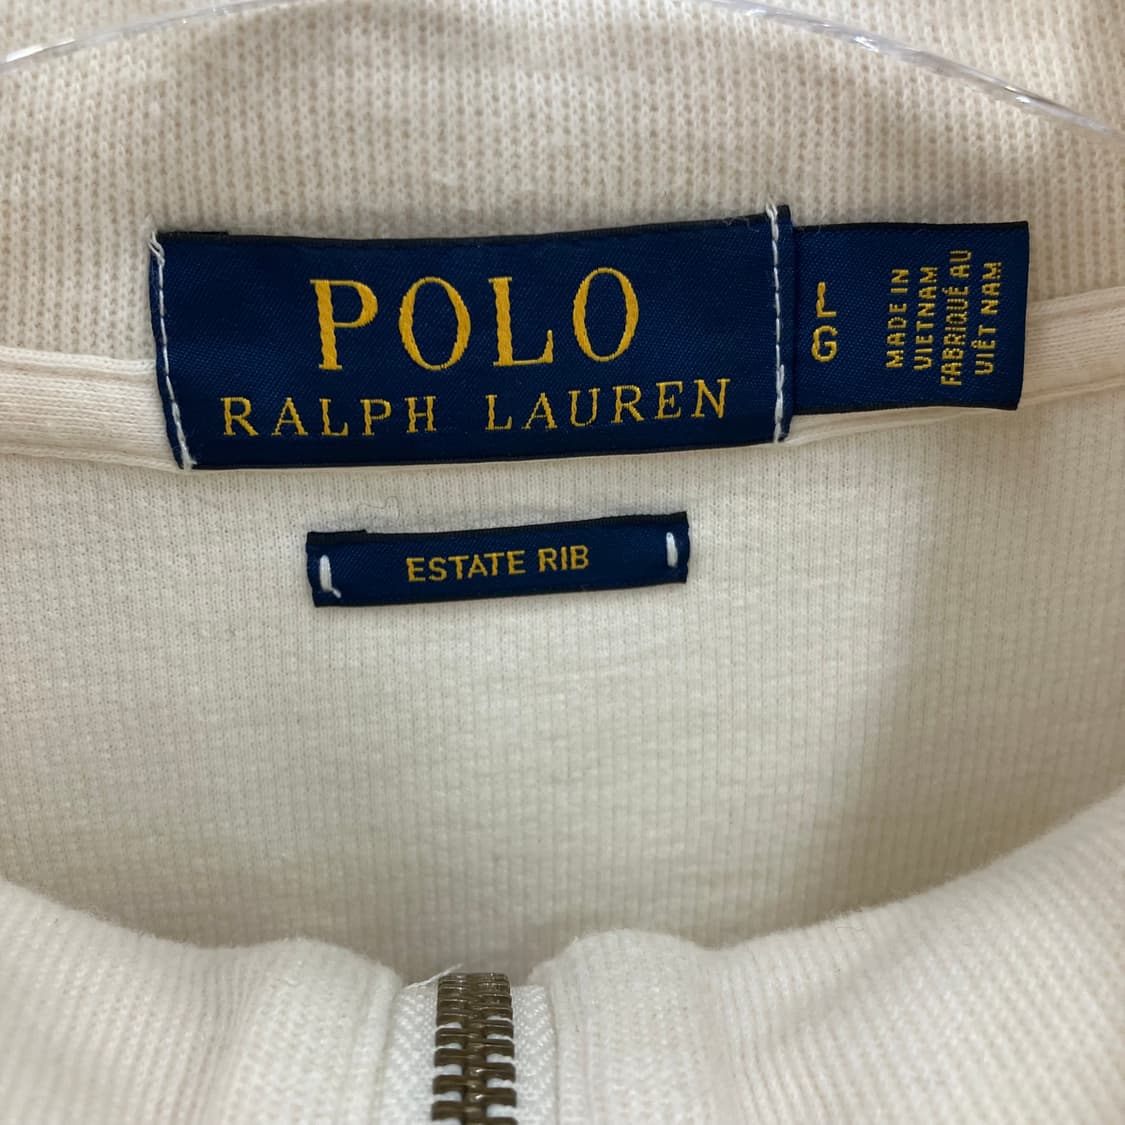 POLO
RALPH LAUREN
L
G
MADE IN
VIETNAM
FABRIQUÉ AU
VIÊT NAM
ESTATE RIB